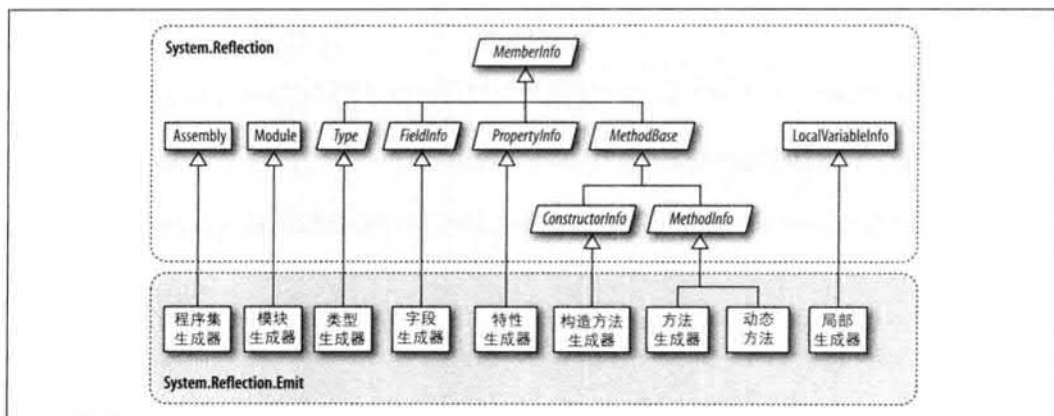 System.Reflection
MemberInfo
Assembly
Module
Type
FieldInfo
PropertyInfo
MethodBase
LocalVariableInfo
ConstructorInfo
MethodInfo
程序集
生成器
模块
生成器
类型
生成器
字段
生成器
特性
生成器
构造方法
生成器
方法
生成器
动态
方法
局部
生成器
System.Reflection.Emit